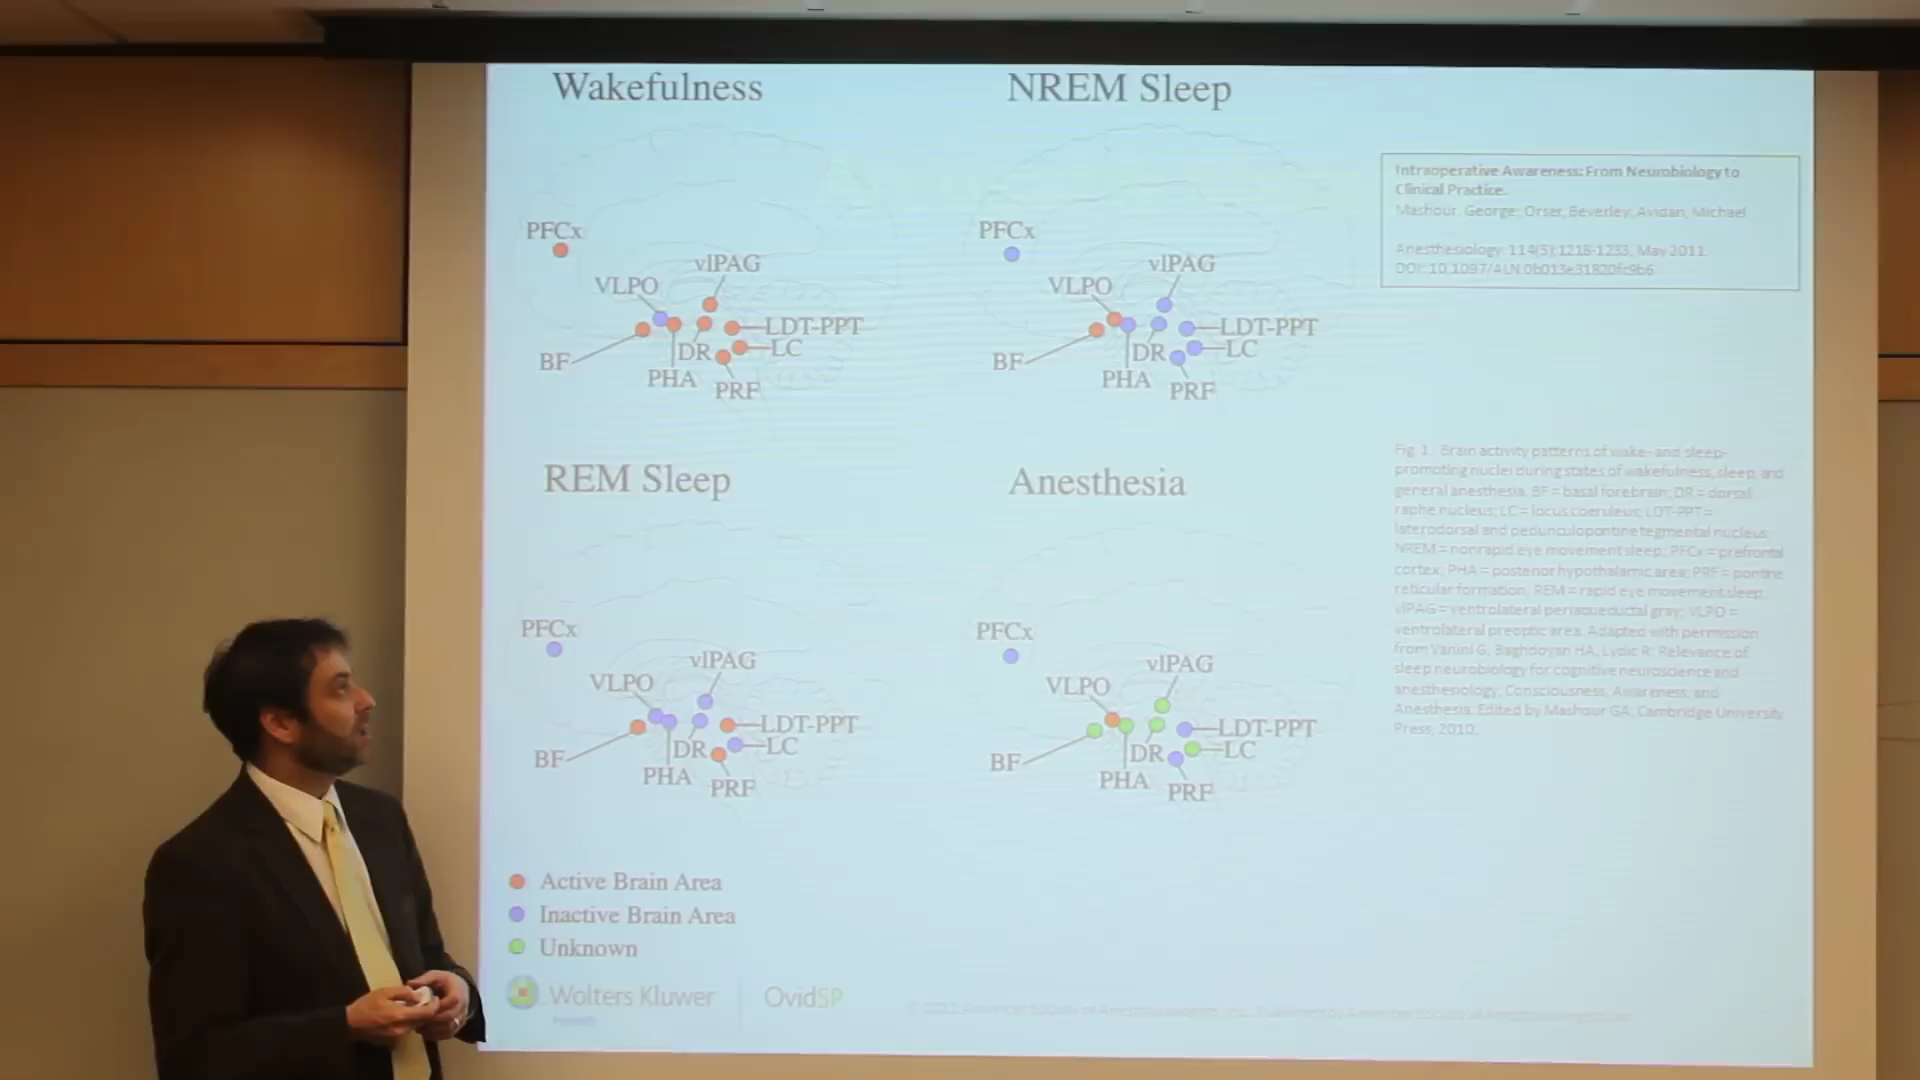 Wakefulness
PFCx
vlPAG
VLPO
LDT-PPT
DR
LC
BF
PHA
PRF
NREM Sleep
PFCx
vlPAG
VLPO
LDT-PPT
DR
LC
BF
PHA
PRF
Intraoperative Awareness: From Neurobiology to
Clinical Practice.
Mashour, George; Orser, Beverley; Avidan, Michael
Anesthesiology. 114(5):1218-1233, May 2011.
DOI: 10.1097/ALN.0b013e31820fc9b6
REM Sleep
PFCx
vlPAG
VLPO
LDT-PPT
DR
LC
BF
PHA
PRF
Anesthesia
PFCx
vlPAG
VLPO
LDT-PPT
DR
LC
BF
PHA
PRF
Fig. 1. Brain activity patterns of wake- and sleep-
promoting nuclei during states of wakefulness, sleep, and
general anesthesia. BF = basal forebrain; DR = dorsal
raphe nucleus; LC = locus coeruleus; LDT-PPT =
laterodorsal and pedunculopontine tegmental nucleus;
NREM = nonrapid eye movement sleep; PFCx = prefrontal
cortex; PHA = posterior hypothalamic area; PRF = pontine
reticular formation; REM = rapid eye movement sleep;
vlPAG = ventrolateral periaqueductal gray; VLPO =
ventrolateral preoptic area. Adapted with permission
from Vanini G, Baghdoyan HA, Lydic R: Relevance of
sleep neurobiology for cognitive neuroscience and
anesthesiology; Consciousness, Awareness, and
Anesthesia. Edited by Mashour GA, Cambridge University
Press, 2010.
Active Brain Area
Inactive Brain Area
Unknown
Wolters Kluwer
OvidSP